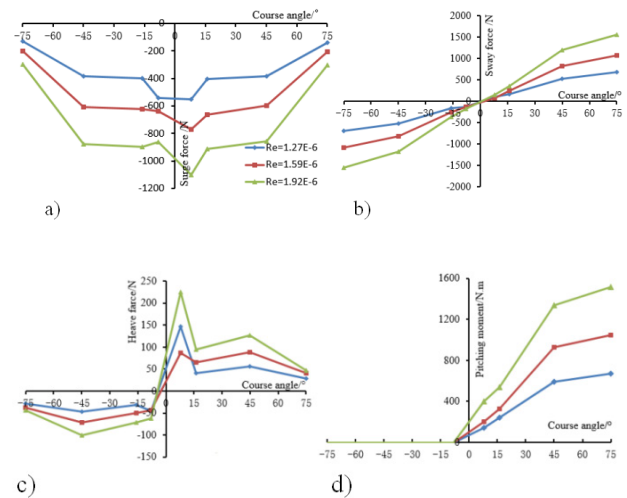 Course angle/°
−75 −60 −45 −30 −15 0 15 30 45 60 75
-200
-400
-600
-800
-1000
-1200
Surge force /N
Re=1.27E-6
Re=1.59E-6
Re=1.92E-6
a)
2000
1500
1000
500
0
-500
-1000
-1500
-2000
Sway force /N
Course angle/°
−75 −60 −45 −30 −15 0 15 30 45 60 75
b)
250
200
150
100
50
0
-50
-100
-150
Heave farce/N
Course angle/°
−75 −60 −45 −30 −15 0 15 30 45 60 75
c)
1600
1200
800
400
Pitching moment/N m
Course angle/°
−75 −60 −45 −30 −15 0 15 30 45 60 75
d)